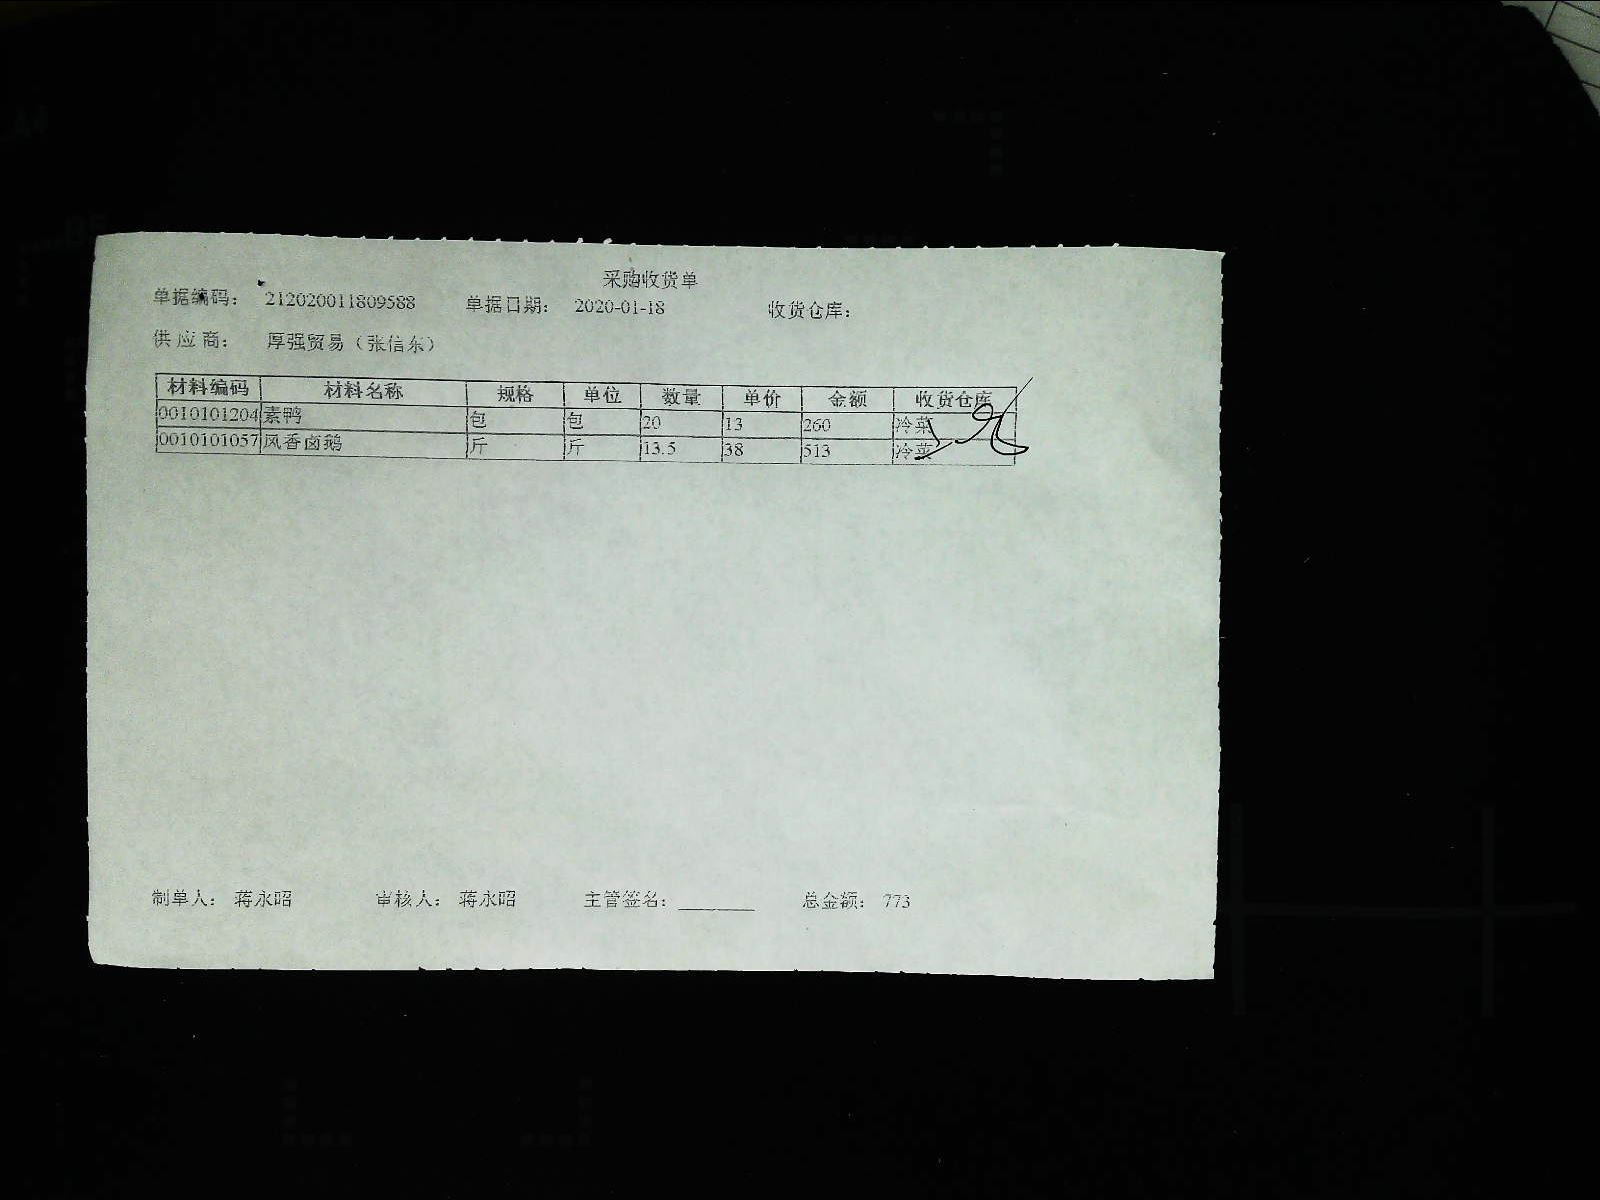 采购收货单
单据编码： 212020011809588 单据日期： 2020-01-18 收货仓库：
供 应 商： 厚强贸易（张信东）
材料编码 材料名称 规格 单位 数量 单价 金额 收货仓库
0010101204 素鸭 包 包 20 13 260 冷菜
0010101057 风香卤鹅 斤 斤 13.5 38 513 冷菜
制单人： 蒋永昭 审核人： 蒋永昭 主管签名： 总金额： 773